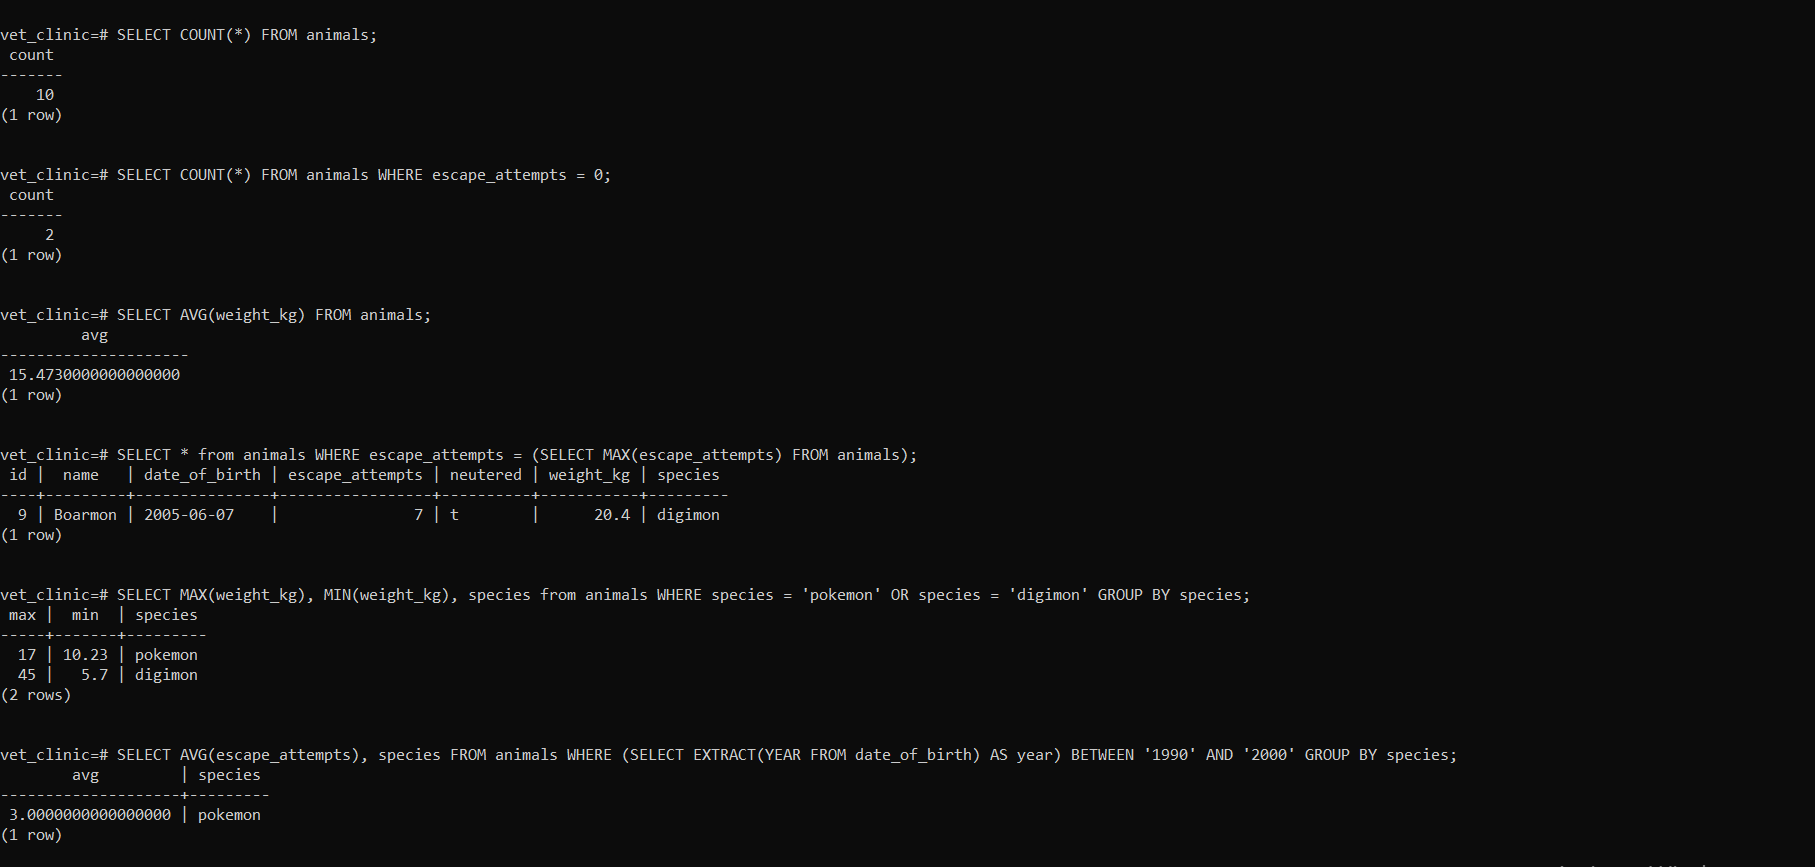 vet_clinic=# SELECT COUNT(*) FROM animals;
 count
-------
    10
(1 row)
vet_clinic=# SELECT COUNT(*) FROM animals WHERE escape_attempts = 0;
 count
-------
     2
(1 row)
vet_clinic=# SELECT AVG(weight_kg) FROM animals;
         avg
---------------------
 15.4730000000000000
(1 row)
vet_clinic=# SELECT * from animals WHERE escape_attempts = (SELECT MAX(escape_attempts) FROM animals);
 id |  name   | date_of_birth | escape_attempts | neutered | weight_kg | species
----+---------+---------------+-----------------+----------+-----------+---------
  9 | Boarmon | 2005-06-07    |               7 | t        |      20.4 | digimon
(1 row)
vet_clinic=# SELECT MAX(weight_kg), MIN(weight_kg), species from animals WHERE species = 'pokemon' OR species = 'digimon' GROUP BY species;
 max |  min  | species
-----+-------+---------
  17 | 10.23 | pokemon
  45 |   5.7 | digimon
(2 rows)
vet_clinic=# SELECT AVG(escape_attempts), species FROM animals WHERE (SELECT EXTRACT(YEAR FROM date_of_birth) AS year) BETWEEN '1990' AND '2000' GROUP BY species;
        avg         | species
--------------------+---------
 3.0000000000000000 | pokemon
(1 row)